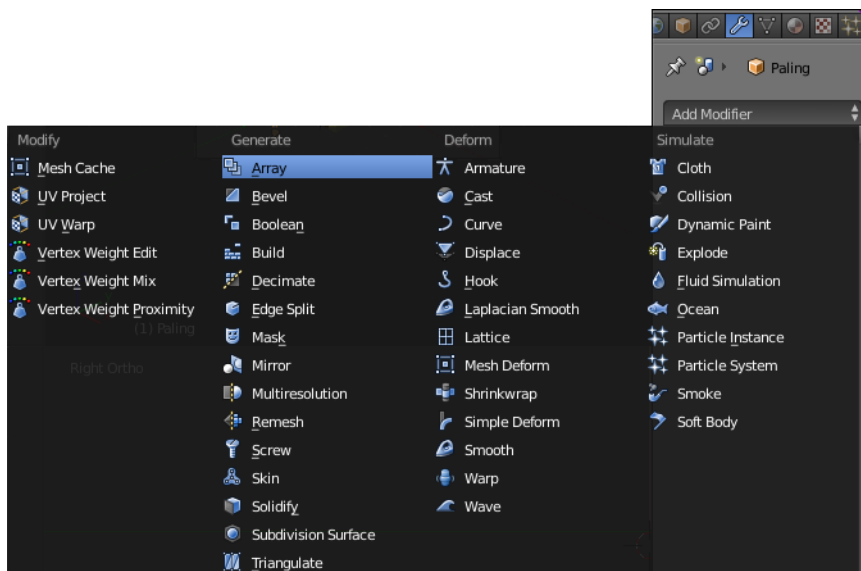 Paling
Add Modifier
Modify
Mesh Cache
UV Project
UV Warp
Vertex Weight Edit
Vertex Weight Mix
Vertex Weight Proximity
(1) Paling
Right Ortho
Generate
Array
Bevel
Boolean
Build
Decimate
Edge Split
Mask
Mirror
Multiresolution
Remesh
Screw
Skin
Solidify
Subdivision Surface
Triangulate
Deform
Armature
Cast
Curve
Displace
Hook
Laplacian Smooth
Lattice
Mesh Deform
Shrinkwrap
Simple Deform
Smooth
Warp
Wave
Simulate
Cloth
Collision
Dynamic Paint
Explode
Fluid Simulation
Ocean
Particle Instance
Particle System
Smoke
Soft Body